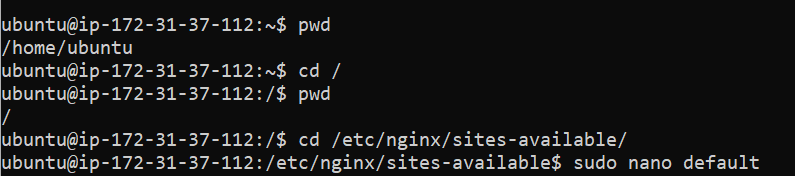 ubuntu@ip-172-31-37-112:~$ pwd
/home/ubuntu
ubuntu@ip-172-31-37-112:~$ cd /
ubuntu@ip-172-31-37-112:/$ pwd
/
ubuntu@ip-172-31-37-112:/$ cd /etc/nginx/sites-available/
ubuntu@ip-172-31-37-112:/etc/nginx/sites-available$ sudo nano default